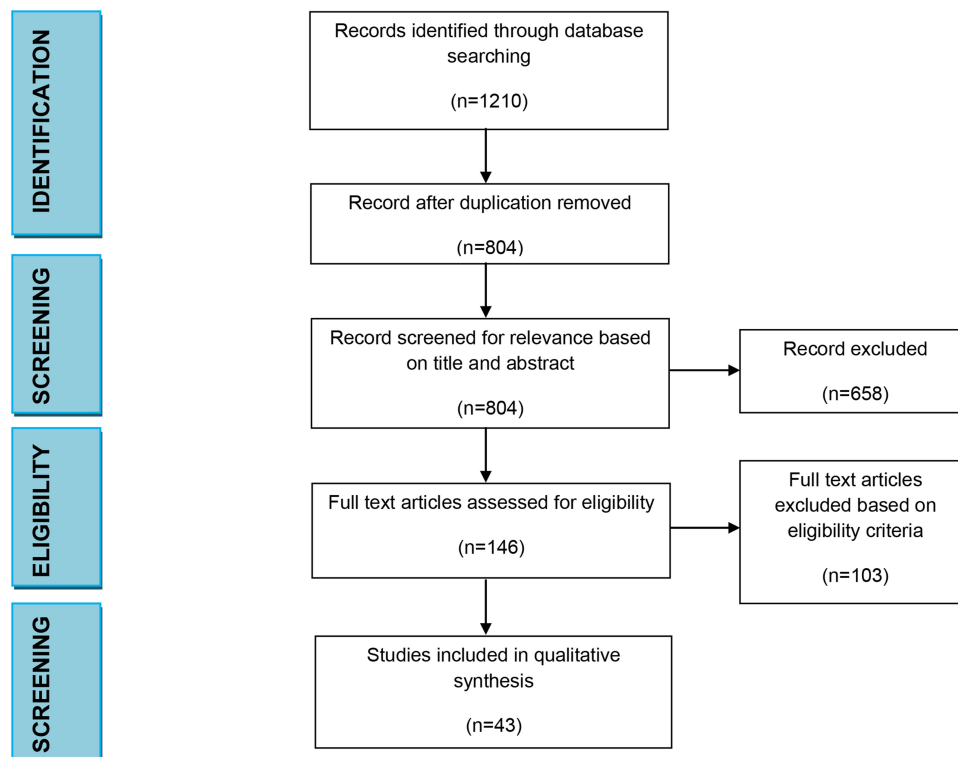 IDENTIFICATION
Records identified through database
searching
(n=1210)
Record after duplication removed
(n=804)
SCREENING
Record screened for relevance based
on title and abstract
(n=804)
Record excluded
(n=658)
ELIGIBILITY
Full text articles assessed for eligibility
(n=146)
Full text articles
excluded based on
eligibility criteria
(n=103)
SCREENING
Studies included in qualitative
synthesis
(n=43)